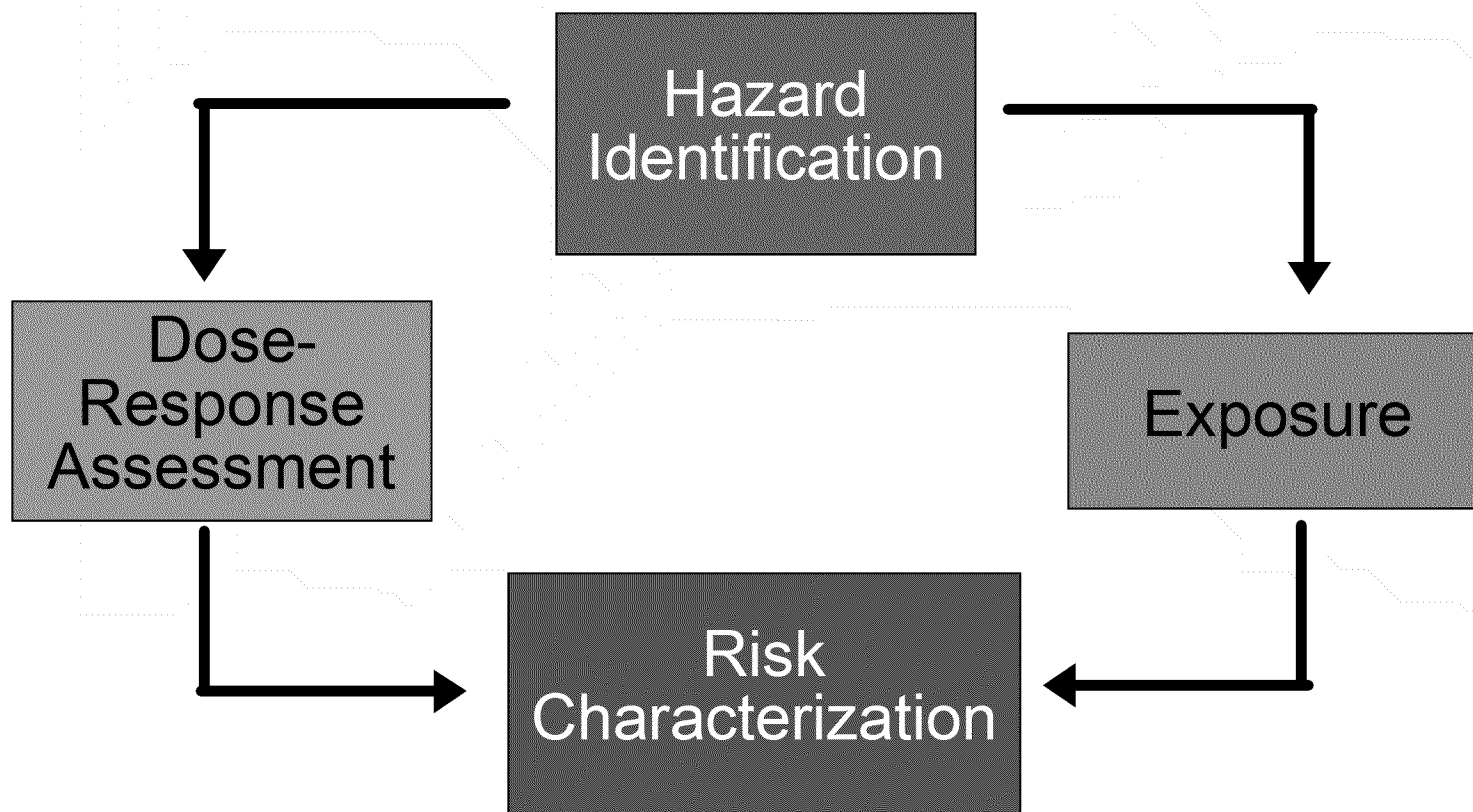 Hazard
Identification
Dose-
Response
Assessment
Exposure
Risk
Characterization